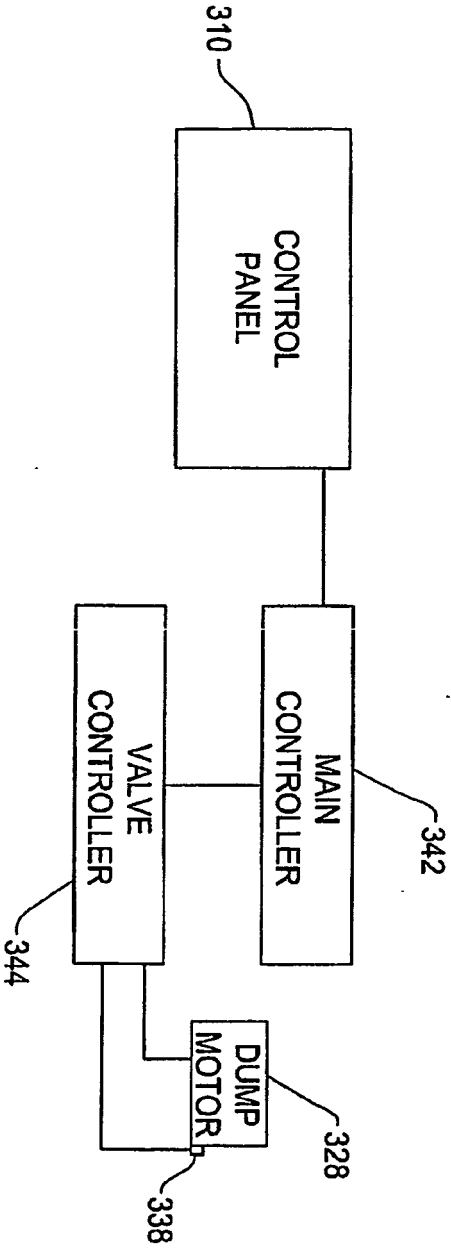 310
CONTROL
PANEL
MAIN
CONTROLLER
342
VALVE
CONTROLLER
344
DUMP
MOTOR
328
338